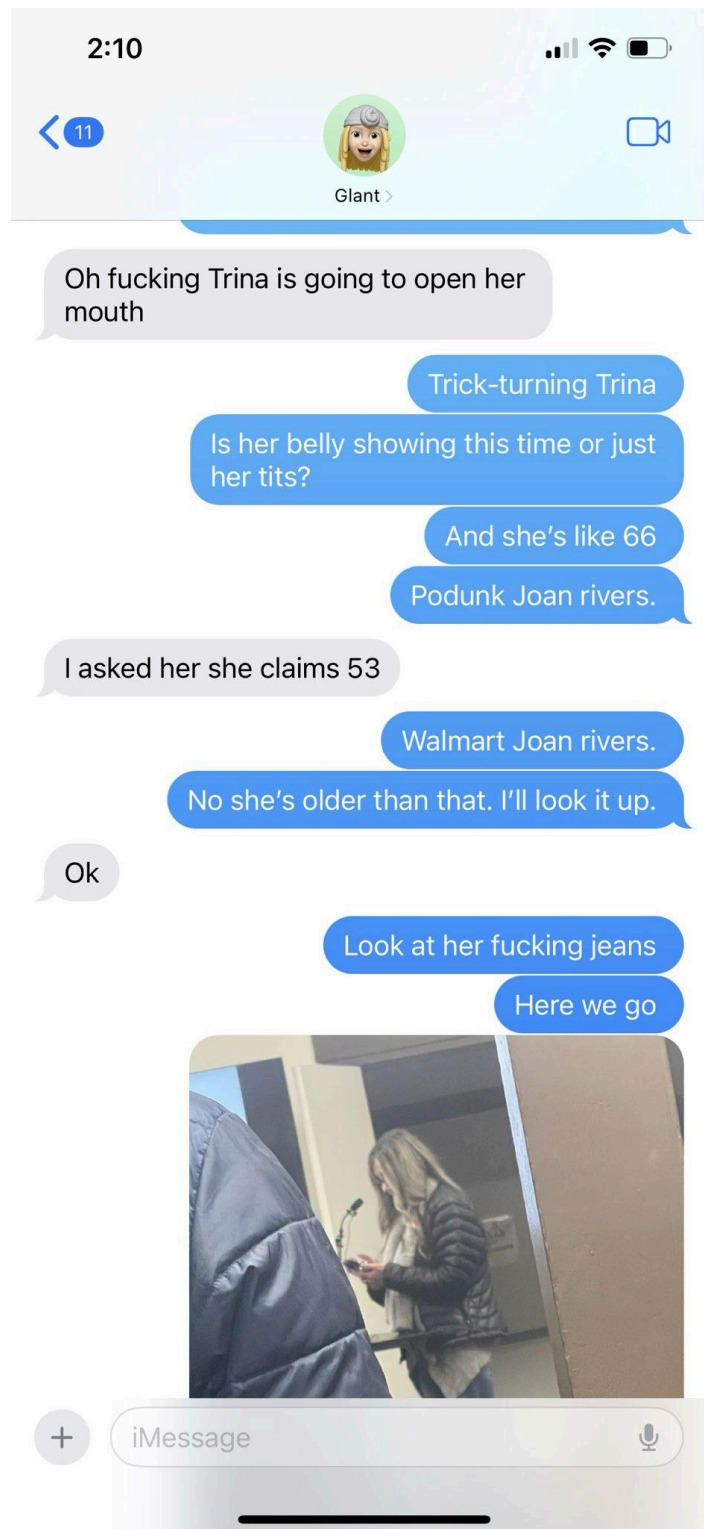 2:10
11
Glant
Oh fucking Trina is going to open her
mouth
Trick-turning Trina
Is her belly showing this time or just
her tits?
And she's like 66
Podunk Joan rivers.
I asked her she claims 53
Walmart Joan rivers.
No she's older than that. I'll look it up.
Ok
Look at her fucking jeans
Here we go
iMessage